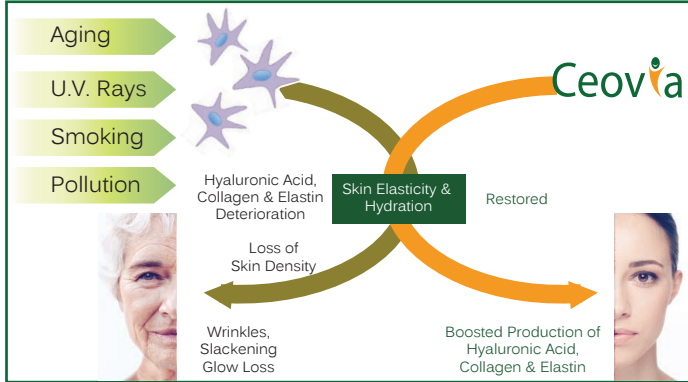 Aging
U.V. Rays
Smoking
Pollution
Ceovia
Hyaluronic Acid,
Collagen & Elastin
Deterioration
Skin Elasticity &
Hydration
Restored
Loss of
Skin Density
Wrinkles,
Slackening
Glow Loss
Boosted Production of
Hyaluronic Acid,
Collagen & Elastin